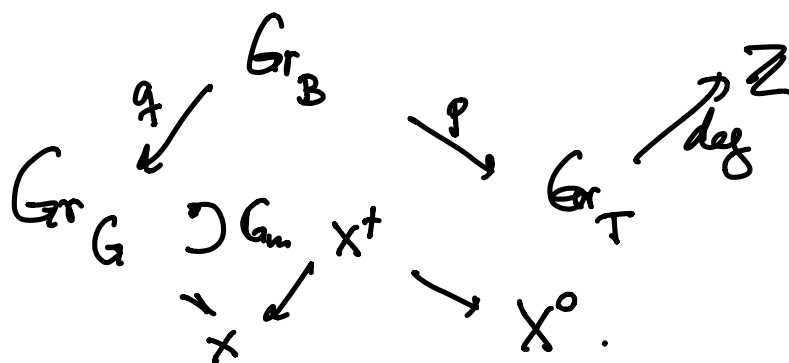 Gr_B Z
q p deg
Gr_G G_m X^+ Gr_T
X X^0 .